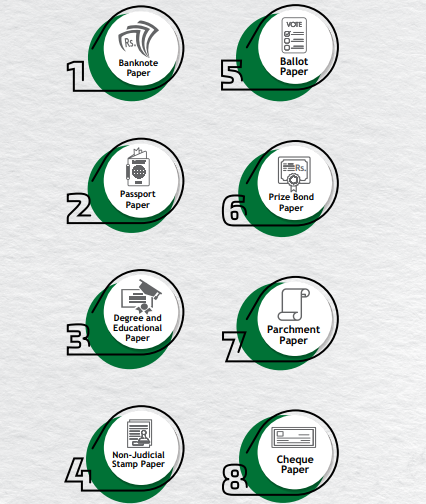 1
Rs.
Banknote
Paper
2
Passport
Paper
3
Degree and
Educational
Paper
4
Non-Judicial
Stamp Paper
5
VOTE
Ballot
Paper
6
Rs.
Prize Bond
Paper
7
Parchment
Paper
8
Cheque
Paper